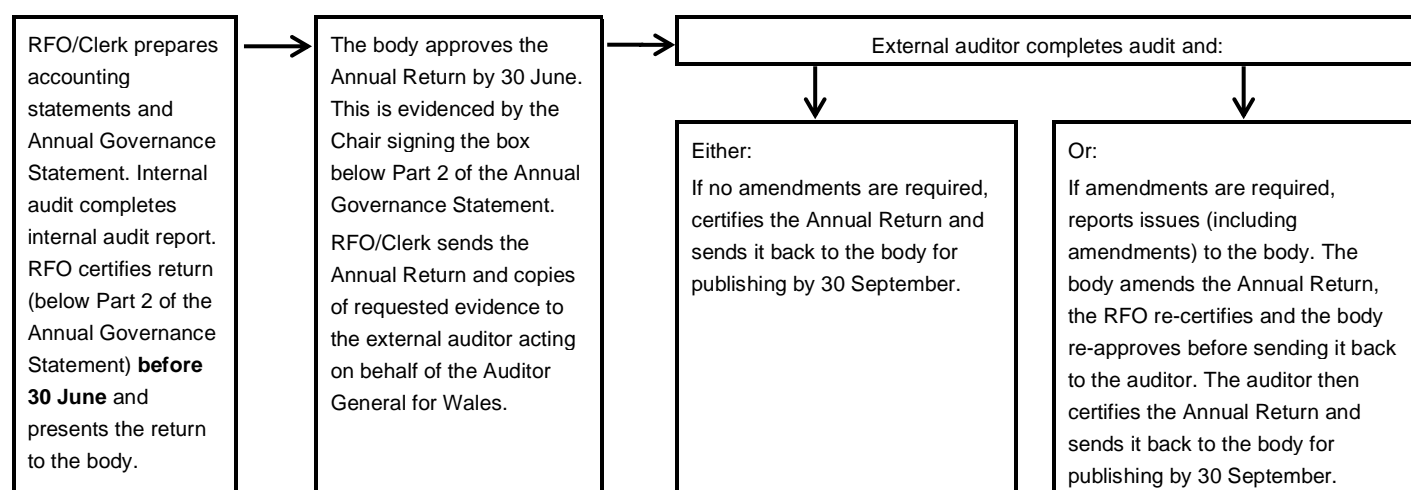 RFO/Clerk prepares
accounting
statements and
Annual Governance
Statement. Internal
audit completes
internal audit report.
RFO certifies return
(below Part 2 of the
Annual Governance
Statement) before
30 June and
presents the return
to the body.
The body approves the
Annual Return by 30 June.
This is evidenced by the
Chair signing the box
below Part 2 of the Annual
Governance Statement.
RFO/Clerk sends the
Annual Return and copies
of requested evidence to
the external auditor acting
on behalf of the Auditor
General for Wales.
External auditor completes audit and:
Either:
If no amendments are required,
certifies the Annual Return and
sends it back to the body for
publishing by 30 September.
Or:
If amendments are required,
reports issues (including
amendments) to the body. The
body amends the Annual Return,
the RFO re-certifies and the body
re-approves before sending it back
to the auditor. The auditor then
certifies the Annual Return and
sends it back to the body for
publishing by 30 September.